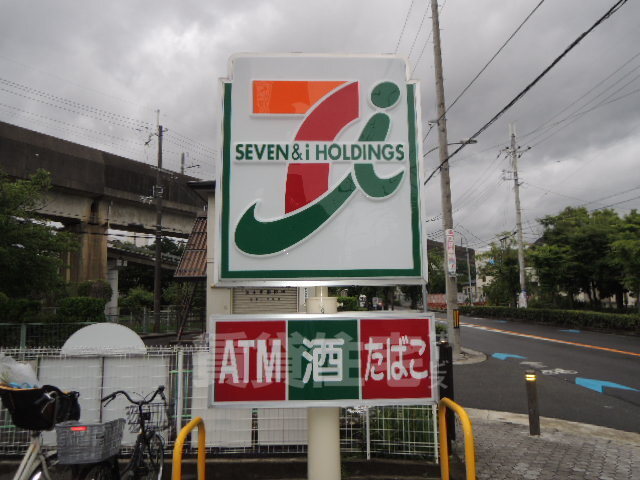 SEVEN & i HOLDINGS
ATM 酒 たばこ